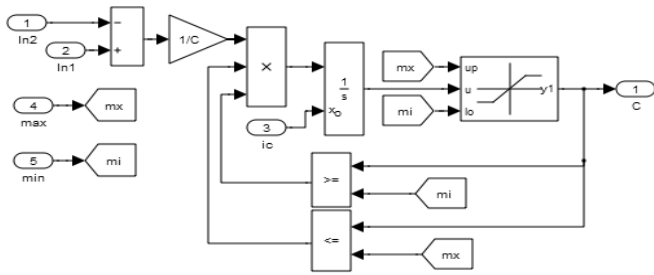 1
In2
2
In1
−
+
1/C
×
1
s
xo
3
ic
mx
mi
up
u
lo
y1
1
C
4
max
mx
5
min
mi
>=
mi
<=
mx